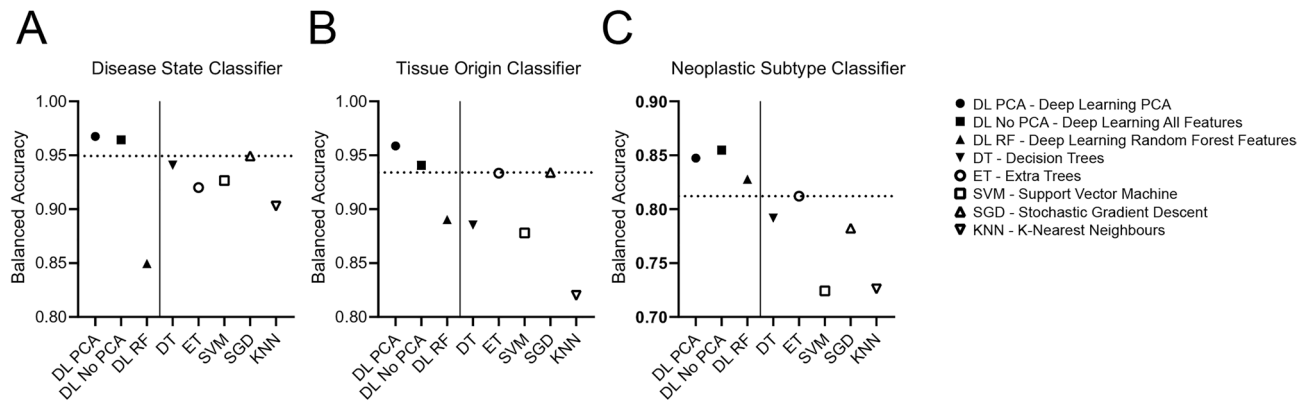 A
Disease State Classifier
Balanced Accuracy
1.00
0.95
0.90
0.85
0.80
DL PCA
DL No PCA
DL RF
DT
ET
SVM
SGD
KNN
B
Tissue Origin Classifier
Balanced Accuracy
1.00
0.95
0.90
0.85
0.80
DL PCA
DL No PCA
DL RF
DT
ET
SVM
SGD
KNN
C
Neoplastic Subtype Classifier
Balanced Accuracy
0.90
0.85
0.80
0.75
0.70
DL PCA
DL No PCA
DL RF
DT
ET
SVM
SGD
KNN
DL PCA - Deep Learning PCA
DL No PCA - Deep Learning All Features
DL RF - Deep Learning Random Forest Features
DT - Decision Trees
ET - Extra Trees
SVM - Support Vector Machine
SGD - Stochastic Gradient Descent
KNN - K-Nearest Neighbours